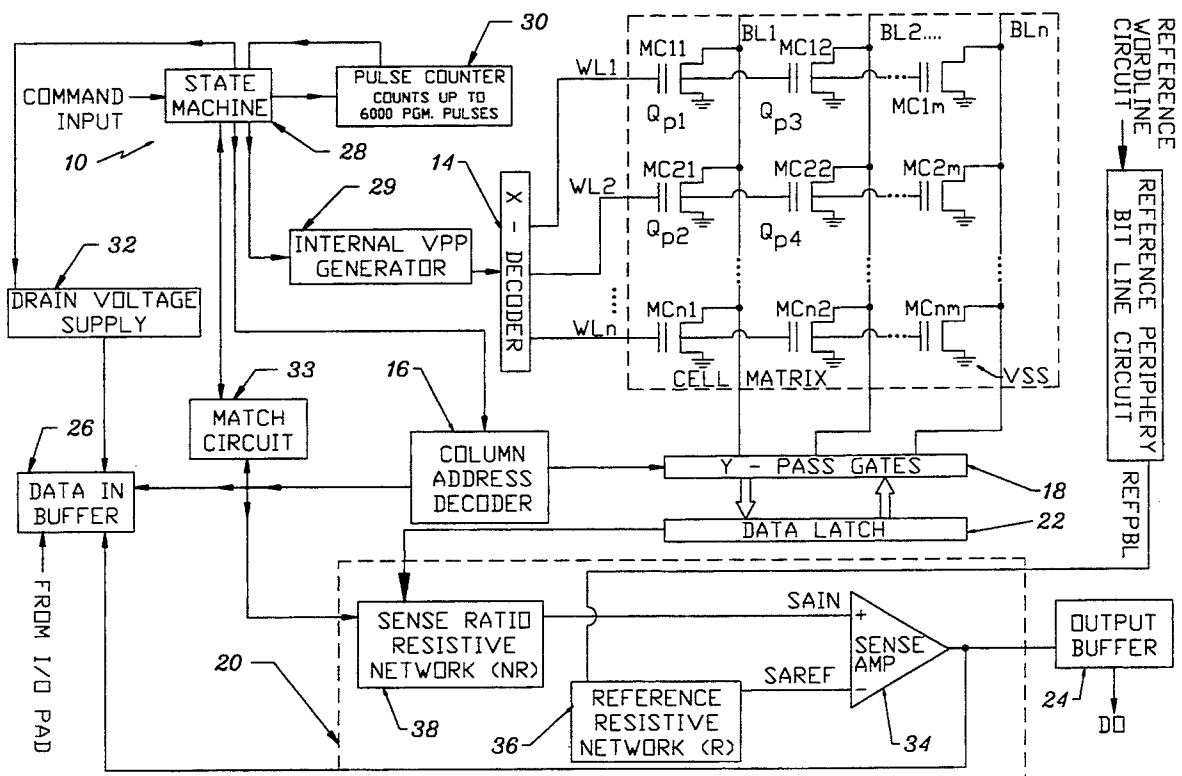 30
PULSE COUNTER
COUNTS UP TO
6000 PGM. PULSES
STATE
MACHINE
COMMAND
INPUT
10
28
29
INTERNAL VPP
GENERATOR
14
X - DECODER
WL1
WL2
WLn
BL1
BL2....
BLn
MC11
MC12
MC1m
Qp1
Qp3
MC21
MC22
MC2m
Qp2
Qp4
MCn1
MCn2
MCnm
CELL MATRIX
VSS
REFERENCE
WORDLINE
CIRCUIT
REFERENCE PERIPHERY
BIT LINE CIRCUIT
REFPBL
32
DRAIN VOLTAGE
SUPPLY
33
MATCH
CIRCUIT
16
COLUMN
ADDRESS
DECODER
26
DATA IN
BUFFER
FROM I/O PAD
Y - PASS GATES
18
DATA LATCH
22
20
SENSE RATIO
RESISTIVE
NETWORK (NR)
38
SAIN
SAREF
36
REFERENCE
RESISTIVE
NETWORK (R)
+
SENSE
AMP
–
34
OUTPUT
BUFFER
24
DO